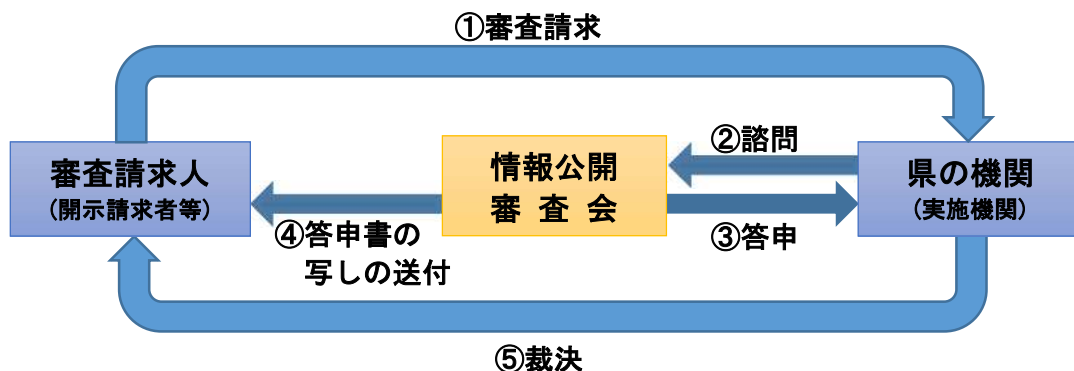 ①審査請求
審査請求人
(開示請求者等)
情報公開
審査会
②諮問
③答申
県の機関
(実施機関)
④答申書の
写しの送付
⑤裁決